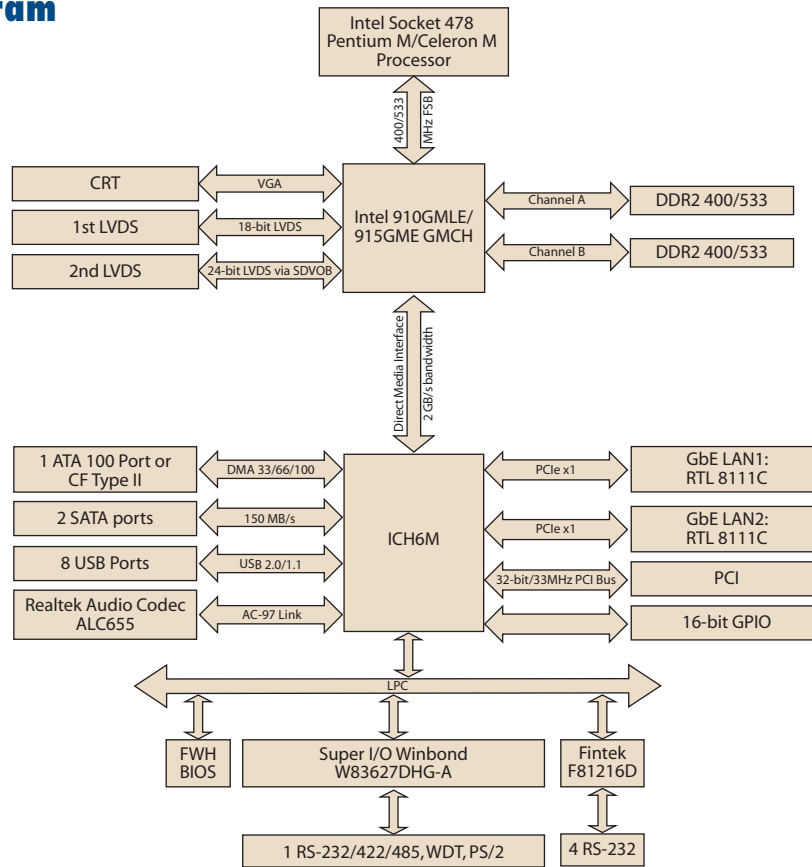 ram
Intel Socket 478
Pentium M/Celeron M
Processor
400/533
MHz FSB
CRT
VGA
1st LVDS
18-bit LVDS
2nd LVDS
24-bit LVDS via SDVOB
Intel 910GMLE/
915GME GMCH
Channel A
DDR2 400/533
Channel B
DDR2 400/533
Direct Media Interface
2 GB/s bandwidth
1 ATA 100 Port or
CF Type II
DMA 33/66/100
2 SATA ports
150 MB/s
8 USB Ports
USB 2.0/1.1
Realtek Audio Codec
ALC655
AC-97 Link
ICH6M
PCIe x1
GbE LAN1:
RTL 8111C
PCIe x1
GbE LAN2:
RTL 8111C
32-bit/33MHz PCI Bus
PCI
16-bit GPIO
LPC
FWH
BIOS
Super I/O Winbond
W83627DHG-A
Fintek
F81216D
1 RS-232/422/485, WDT, PS/2
4 RS-232